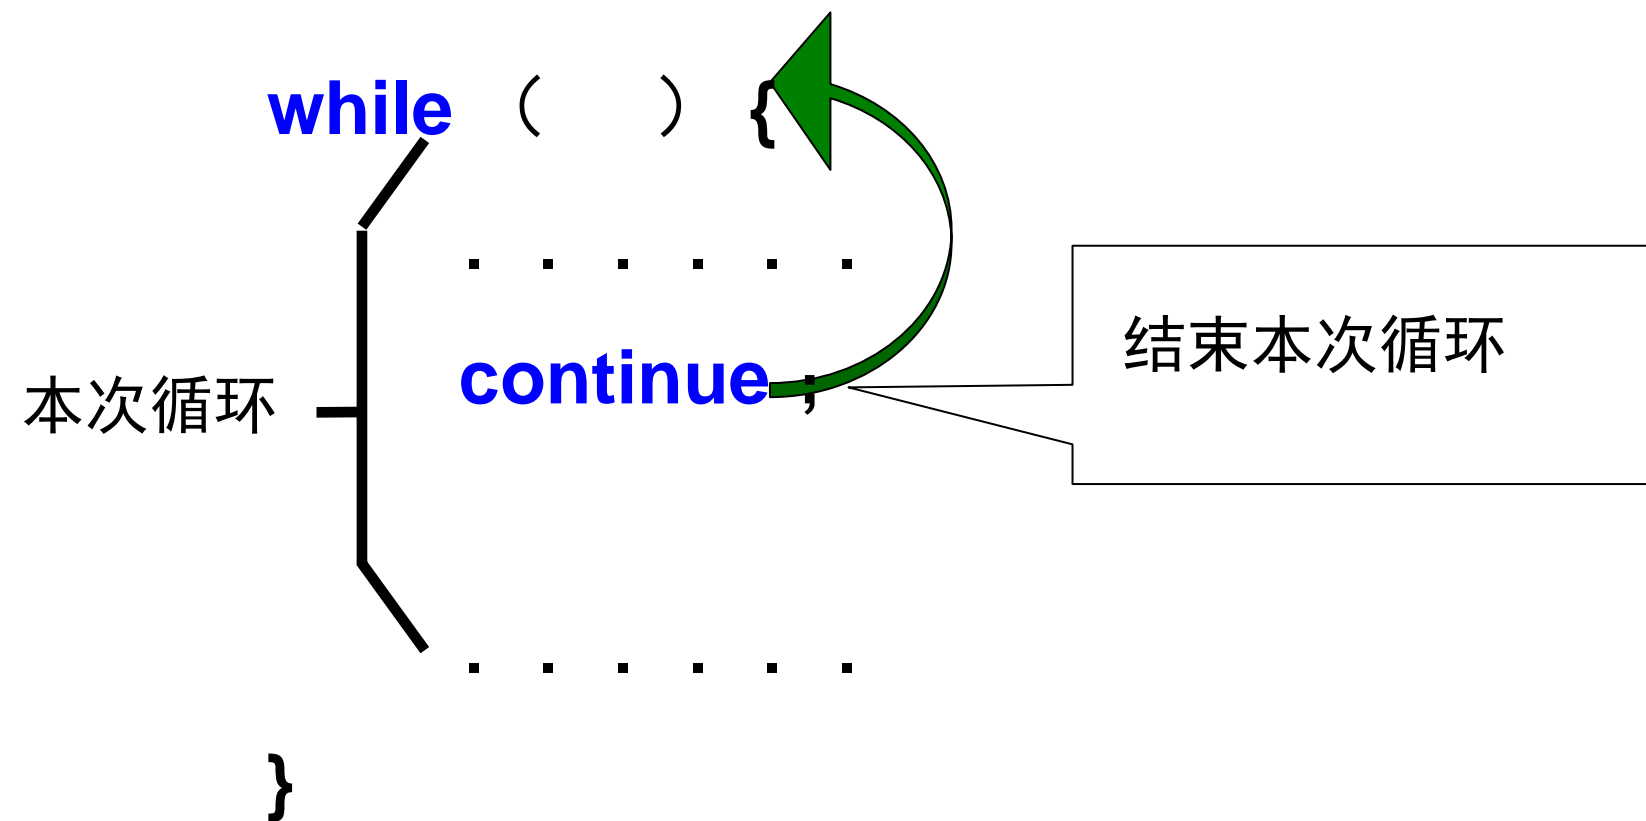 while （ ） {
. . . . . .
结束本次循环
continue ;
本次循环
. . . . . .
}